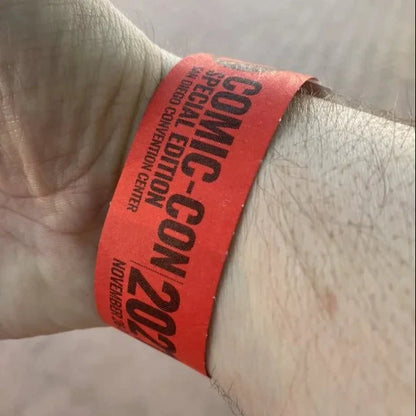 COMIC-CON
SPECIAL EDITION
SAN DIEGO CONVENTION CENTER
202
NOVEMBER